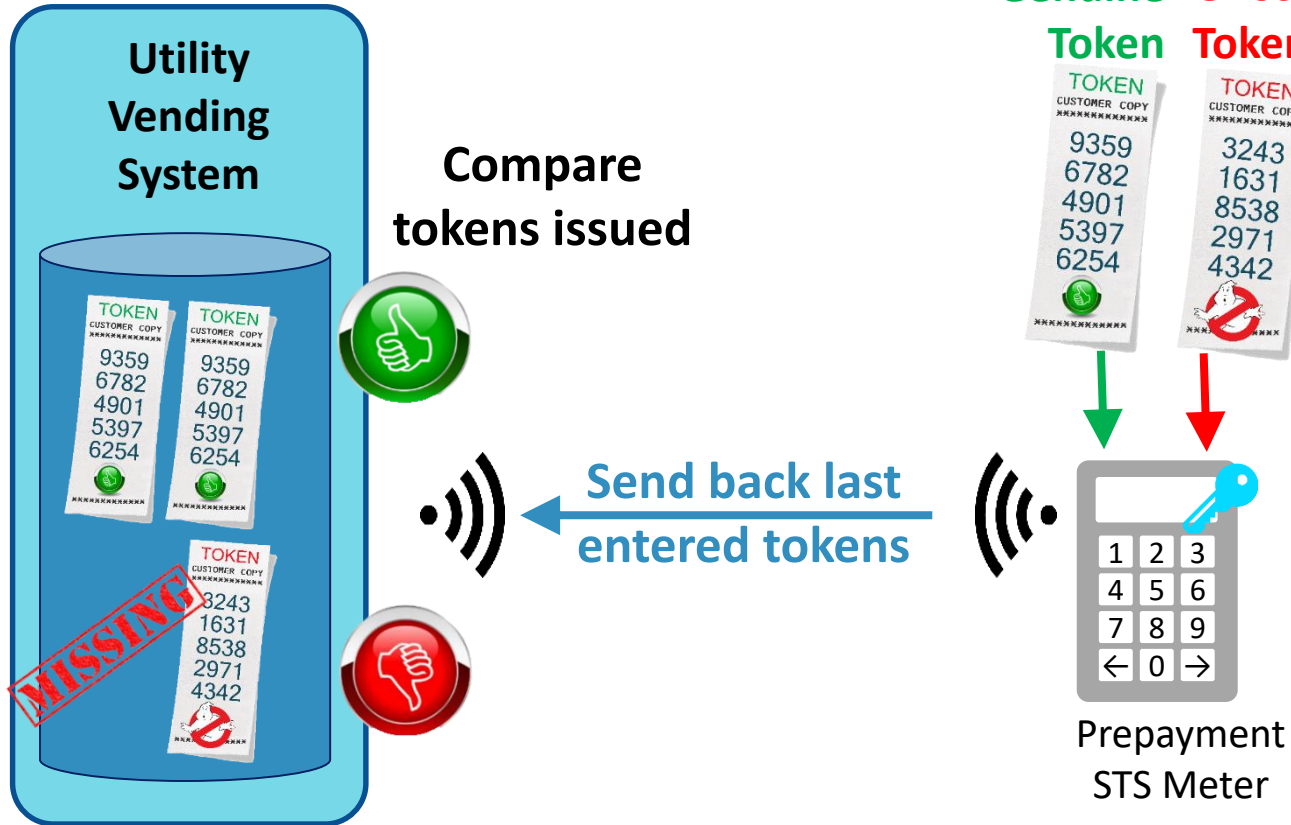 Utility
Vending
System
TOKEN
CUSTOMER COPY
*************
9359
6782
4901
5397
6254
*************
TOKEN
CUSTOMER COPY
*************
9359
6782
4901
5397
6254
*************
MISSING
TOKEN
CUSTOMER COPY
*************
3243
1631
8538
2971
4342
Compare
tokens issued
Send back last
entered tokens
Token
TOKEN
CUSTOMER COPY
*************
9359
6782
4901
5397
6254
*************
Token
TOKEN
CUSTOMER
3243
1631
8538
2971
4342
1 2 3
4 5 6
7 8 9
← 0 →
Prepayment
STS Meter